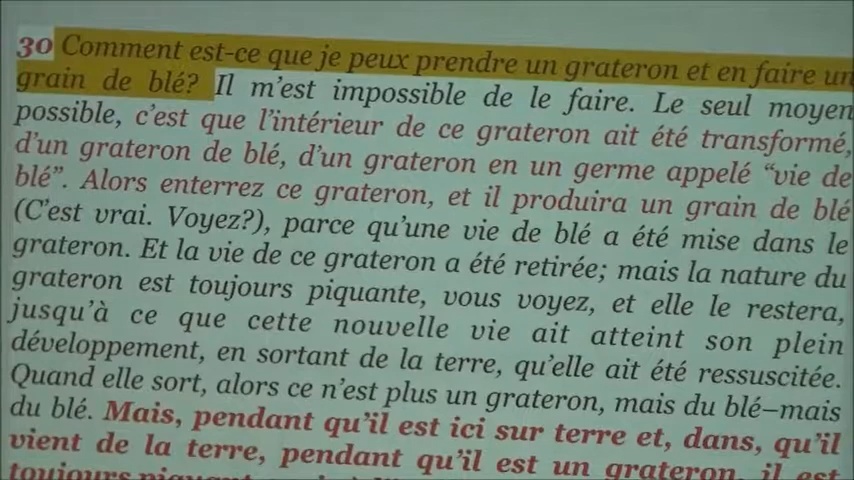 30 Comment est-ce que je peux prendre un grateron et en faire un
grain de blé? Il m'est impossible de le faire. Le seul moyen
possible, c'est que l'intérieur de ce grateron ait été transformé,
d'un grateron de blé, d'un grateron en un germe appelé “vie de
blé”. Alors enterrez ce grateron, et il produira un grain de blé
(C'est vrai. Voyez?), parce qu'une vie de blé a été mise dans le
grateron. Et la vie de ce grateron a été retirée; mais la nature du
grateron est toujours piquante, vous voyez, et elle le restera,
jusqu'à ce que cette nouvelle vie ait atteint son plein
développement, en sortant de la terre, qu'elle ait été ressuscitée.
Quand elle sort, alors ce n'est plus un grateron, mais du blé–mais
du blé. Mais, pendant qu'il est ici sur terre et, dans, qu'il
vient de la terre, pendant qu'il est un grateron, il est
toujours